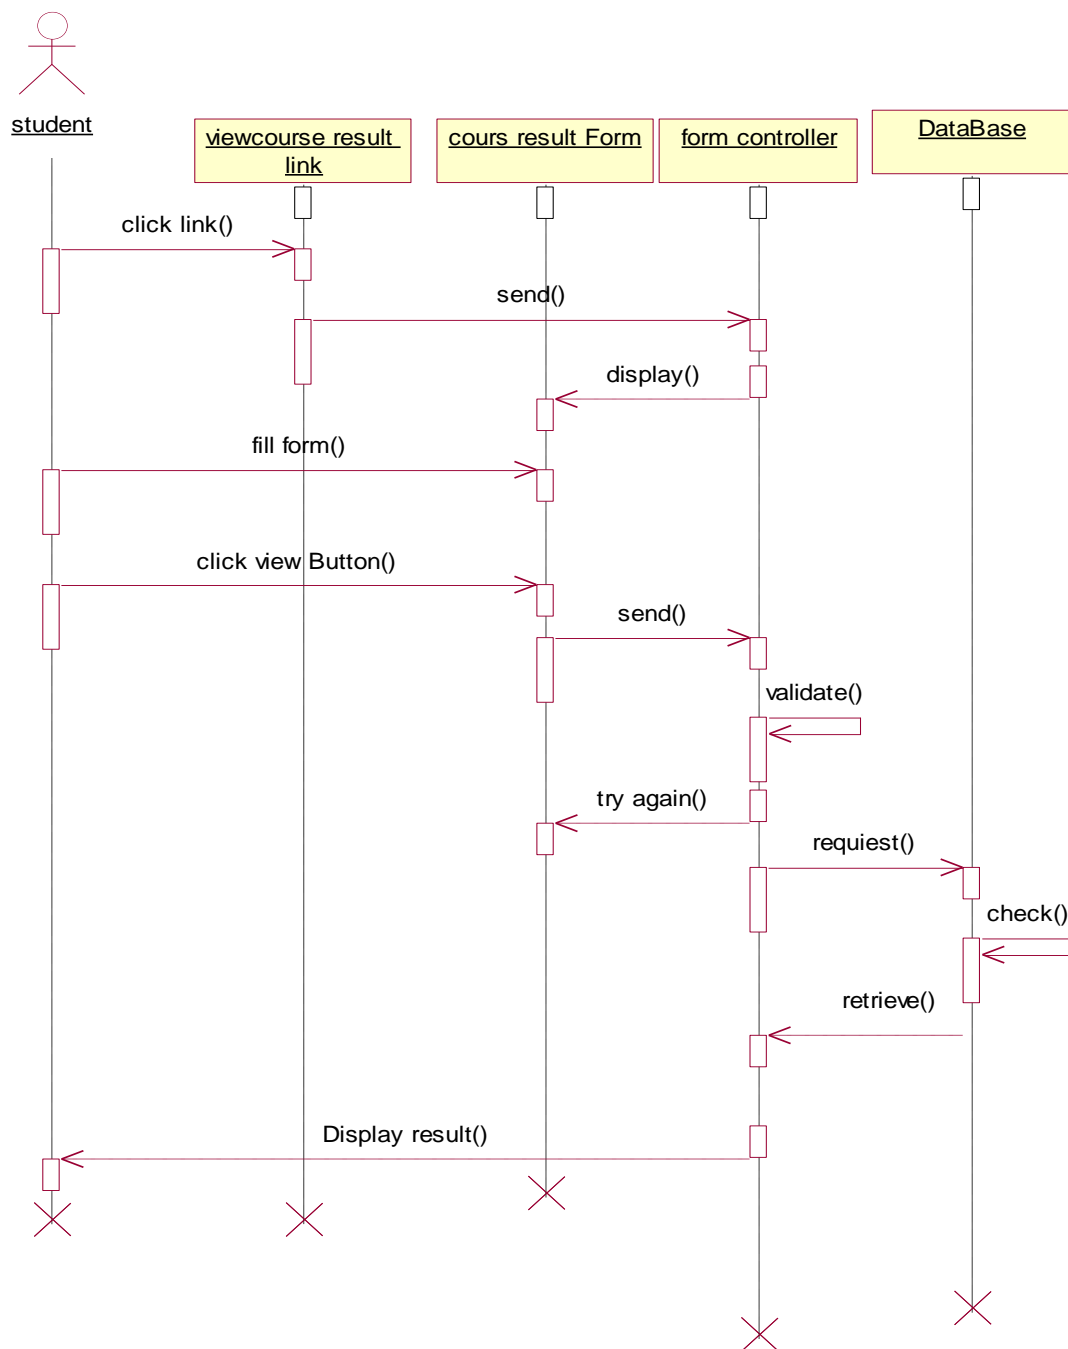 student
viewcourse result
link
cours result Form
form controller
DataBase
click link()
send()
display()
fill form()
click view Button()
send()
validate()
try again()
requiest()
check()
retrieve()
Display result()